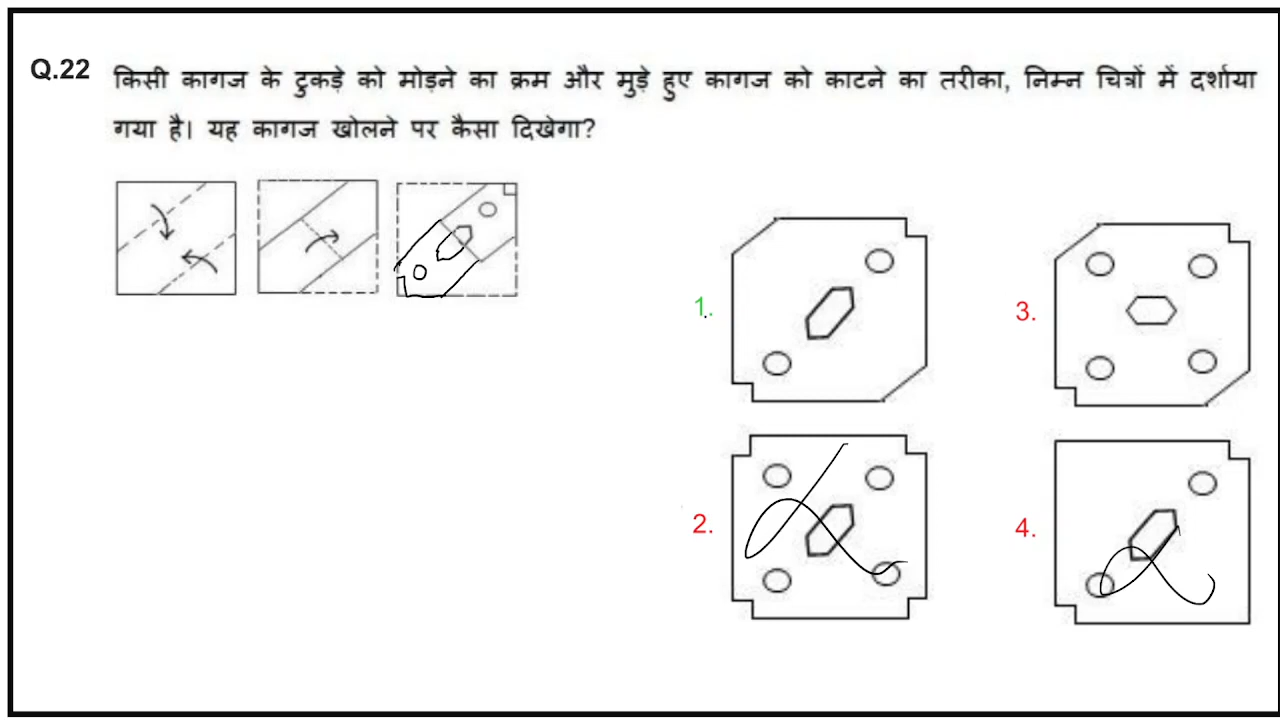 Q.22 किसी कागज के टुकड़े को मोड़ने का क्रम और मुड़े हुए कागज को काटने का तरीका, निम्न चित्रों में दर्शाया
गया है। यह कागज खोलने पर कैसा दिखेगा?
1.
3.
2.
4.